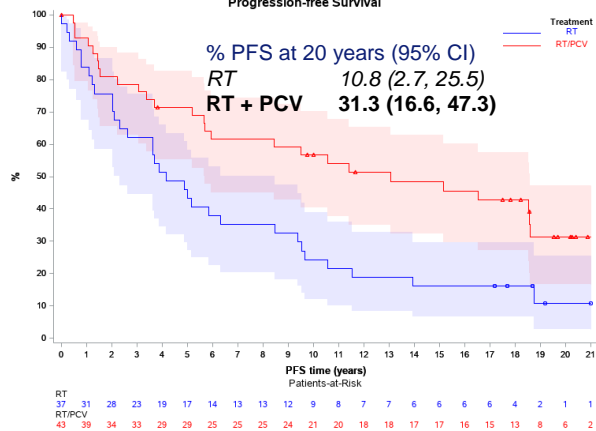 Progression-free Survival
Treatment
RT
RT/PCV
% PFS at 20 years (95% CI)
RT 10.8 (2.7, 25.5)
RT + PCV 31.3 (16.6, 47.3)
100
90
80
70
60
50
40
30
20
10
0
%
0 1 2 3 4 5 6 7 8 9 10 11 12 13 14 15 16 17 18 19 20 21
PFS time (years)
Patients-at-Risk
RT
37 31 28 23 19 17 14 13 13 12 9 8 7 7 6 6 6 6 4 2 1 1
RT/PCV
43 39 34 33 29 29 25 25 25 24 21 20 18 18 17 17 16 15 13 8 6 2